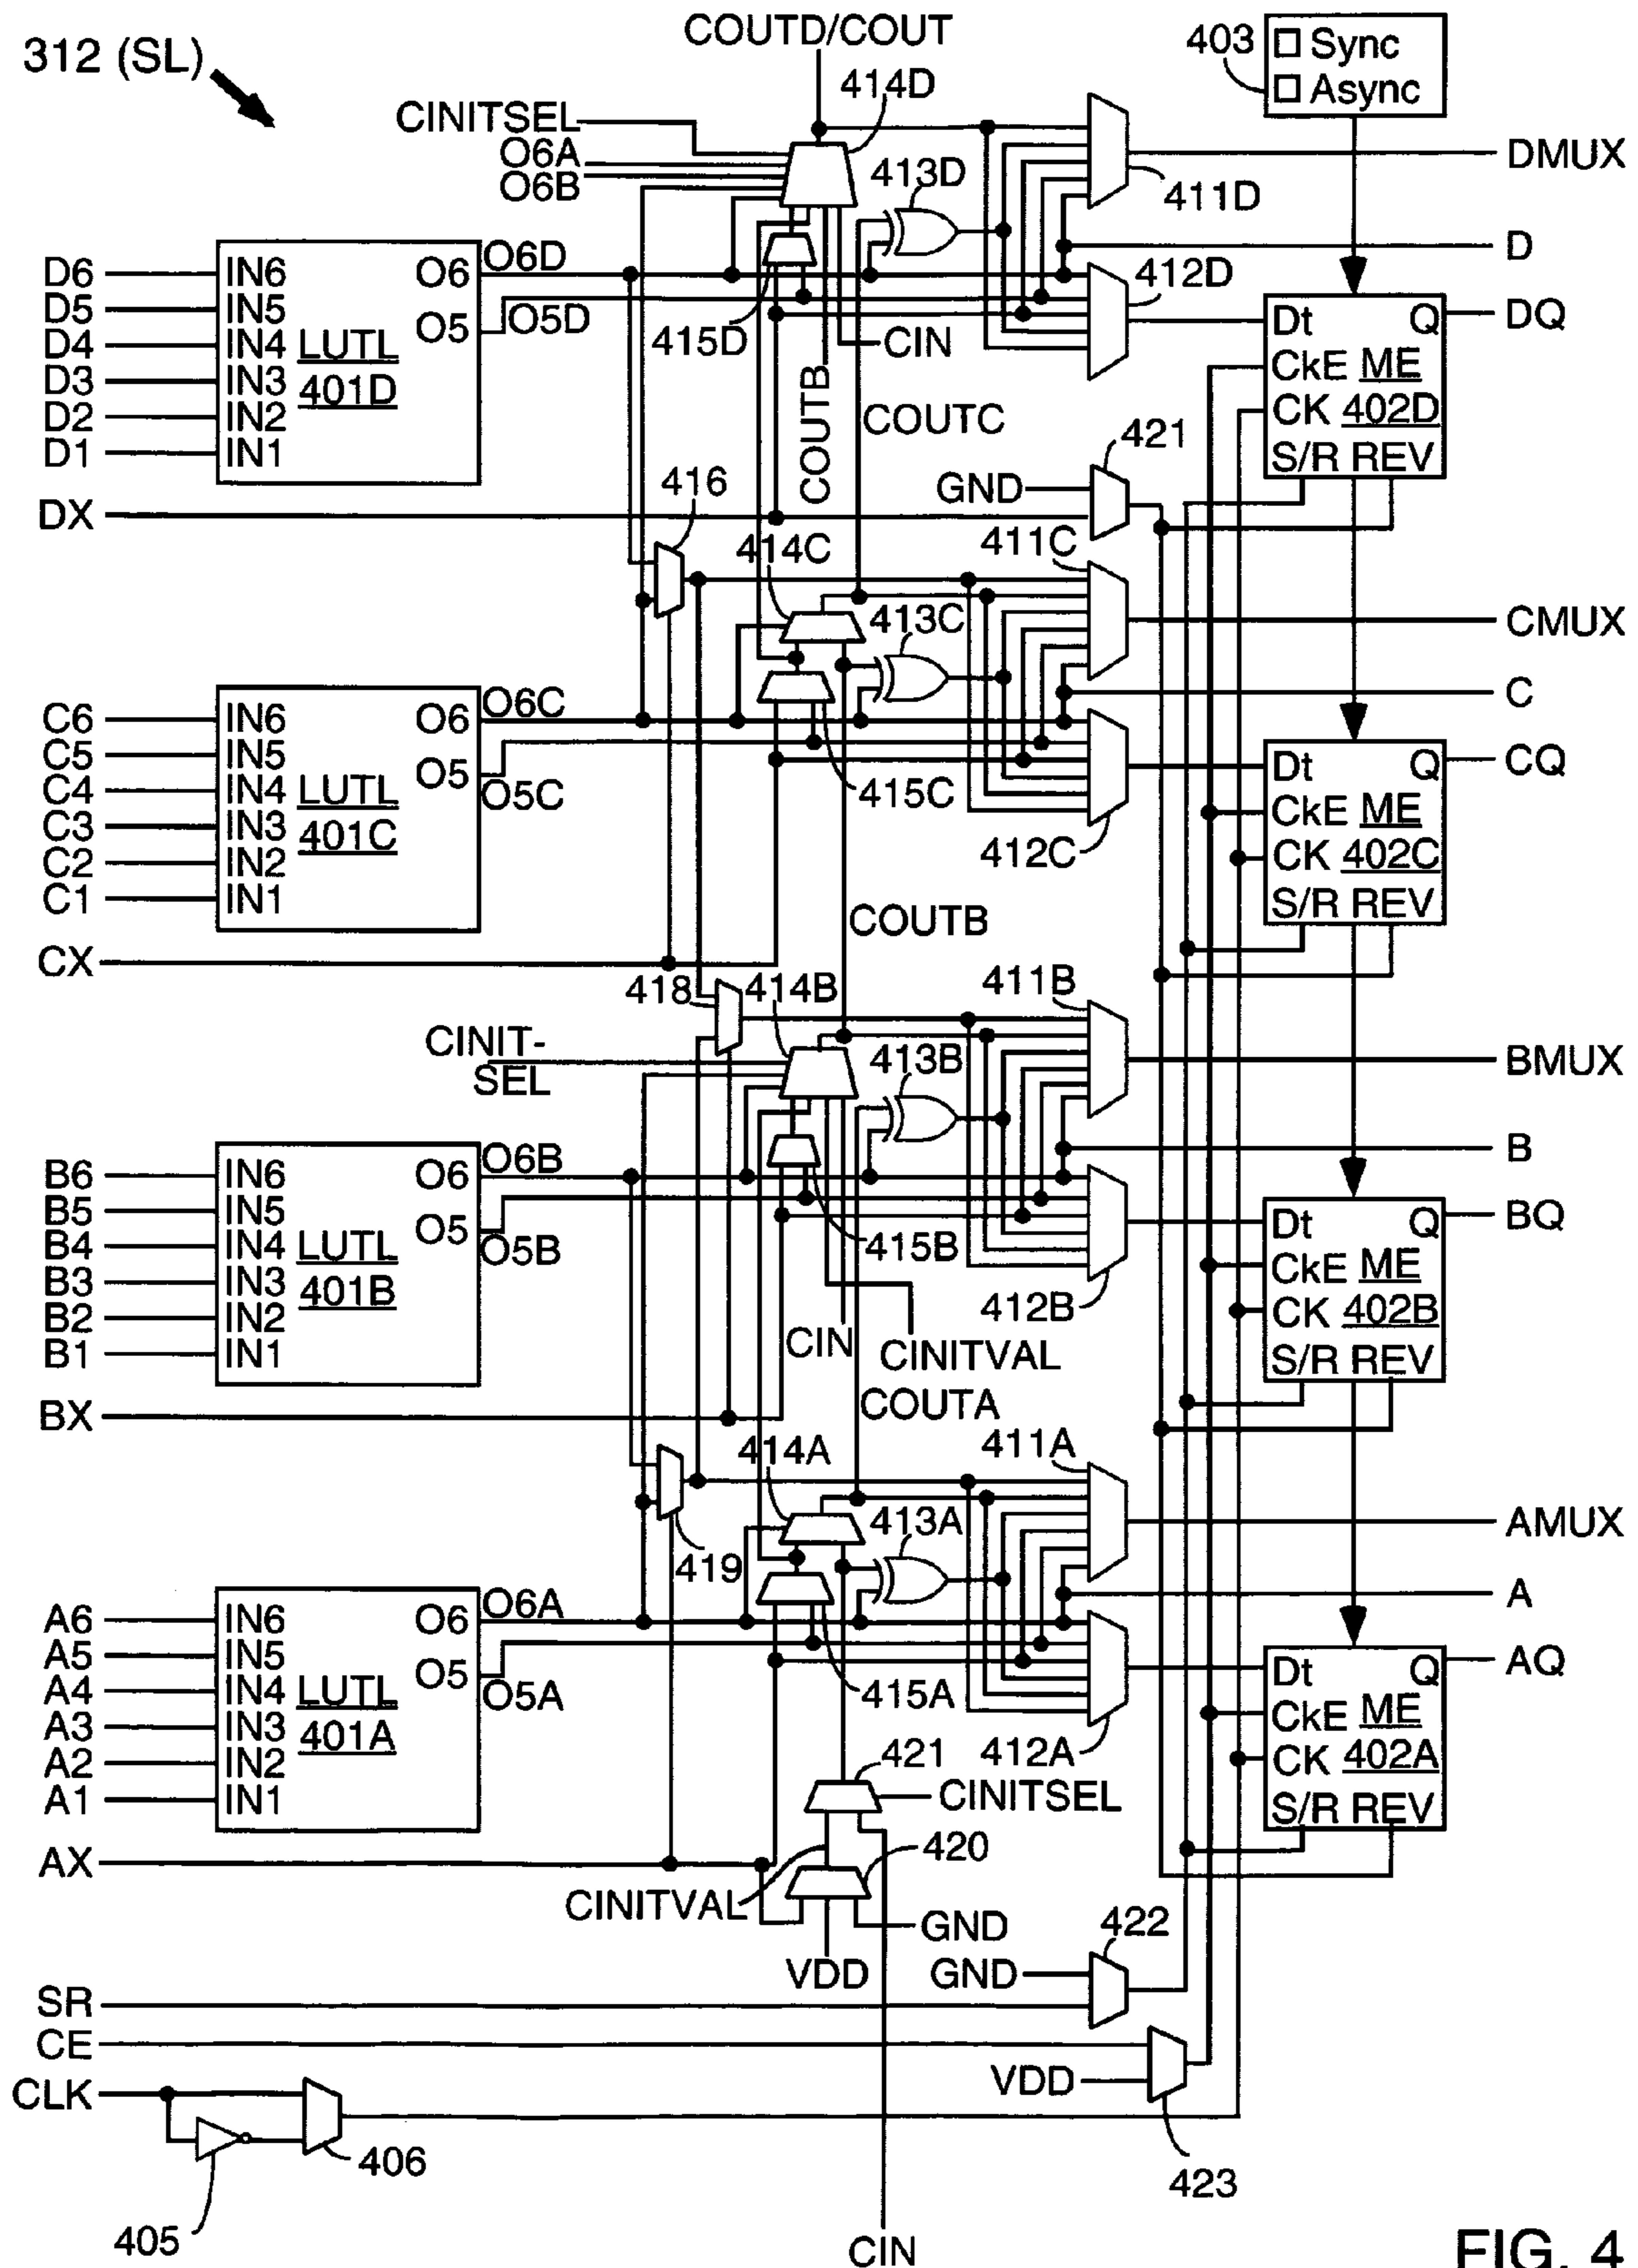 COUTD/COUT
312 (SL)
403
Sync
Async
414D
CINITSEL
O6A
O6B
413D
DMUX
411D
D
D6
D5
D4
D3
D2
D1
IN6
IN5
IN4
IN3
IN2
IN1
LUTL
401D
O6
O5
O6D
O5D
415D
COUTB
CIN
COUTC
412D
Dt
Q
CkE
ME
CK
402D
S/R
REV
DQ
421
GND
DX
416
414C
411C
413C
CMUX
C
C6
C5
C4
C3
C2
C1
IN6
IN5
IN4
IN3
IN2
IN1
LUTL
401C
O6
O5
O6C
O5C
415C
412C
Dt
Q
CkE
ME
CK
402C
S/R
REV
CQ
COUTB
CX
418
414B
411B
CINIT-
SEL
413B
BMUX
B
B6
B5
B4
B3
B2
B1
IN6
IN5
IN4
IN3
IN2
IN1
LUTL
401B
O6
O5
O6B
O5B
415B
412B
CIN
CINITVAL
COUTA
Dt
Q
CkE
ME
CK
402B
S/R
REV
BQ
BX
414A
411A
413A
419
AMUX
A
A6
A5
A4
A3
A2
A1
IN6
IN5
IN4
IN3
IN2
IN1
LUTL
401A
O6
O5
O6A
O5A
415A
412A
Dt
Q
CkE
ME
CK
402A
S/R
REV
AQ
421
CINITSEL
AX
420
CINITVAL
GND
VDD
422
GND
SR
CE
VDD
CLK
406
423
405
CIN
FIG. 4